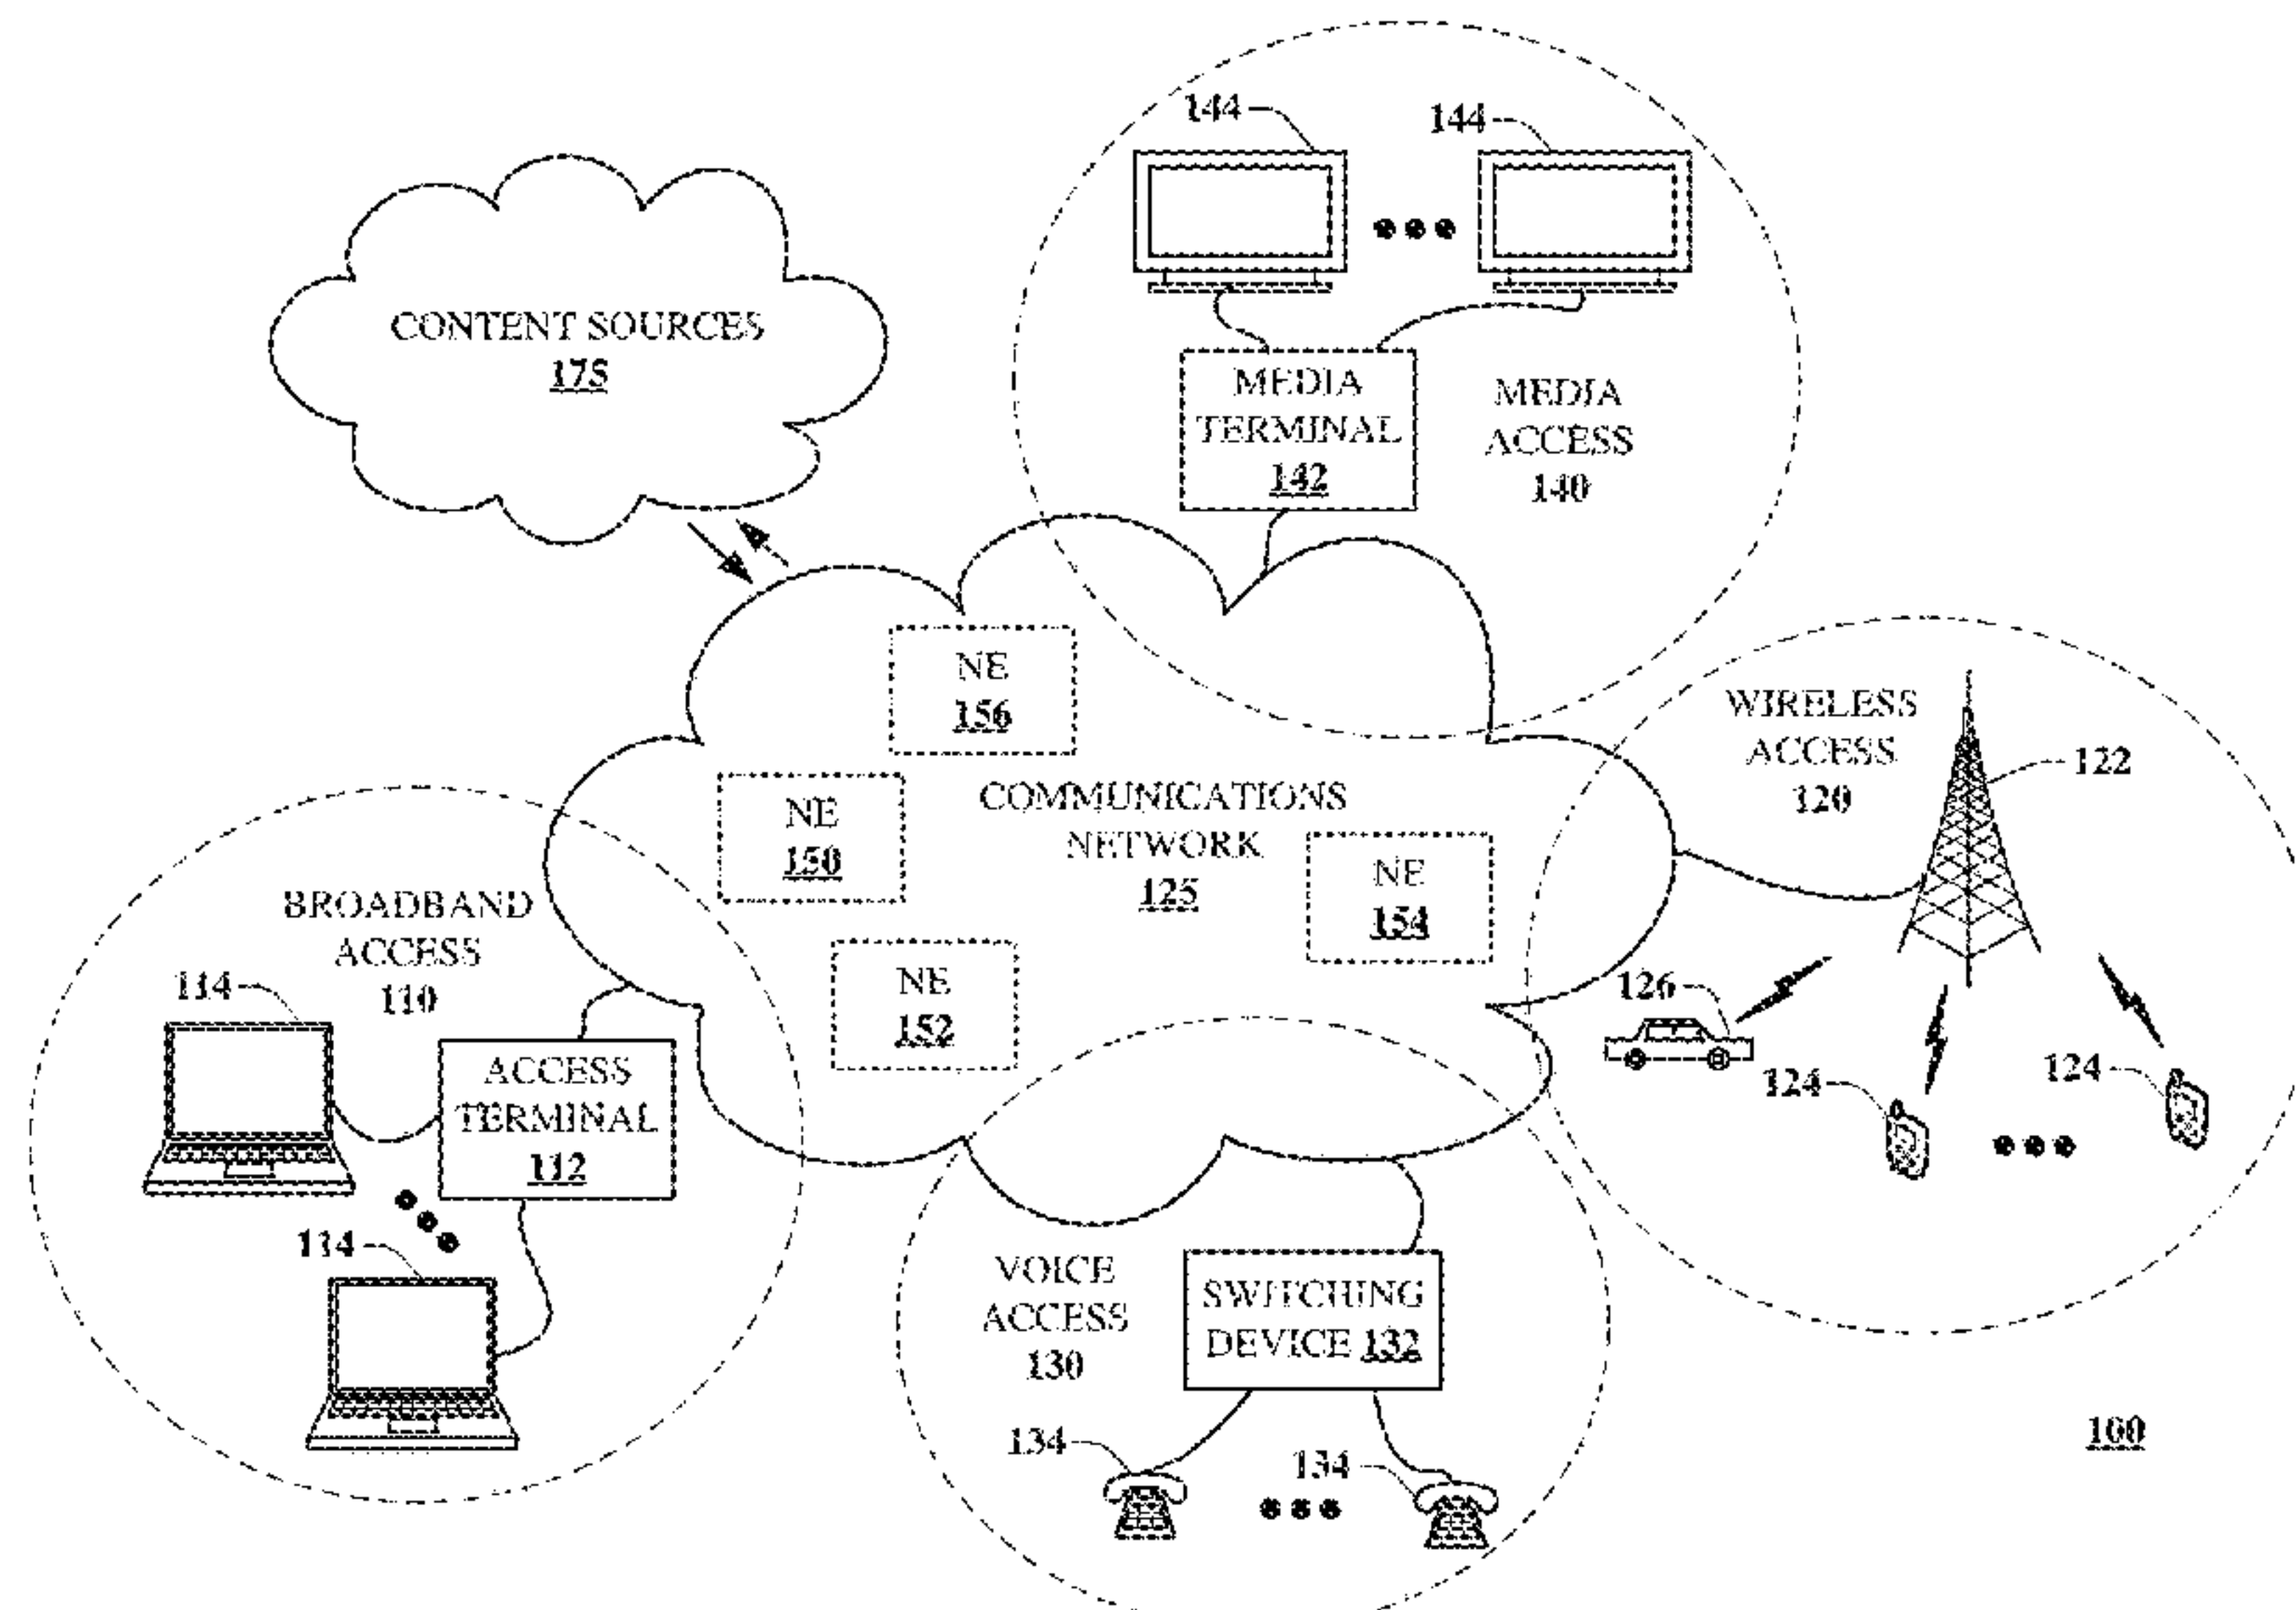 144
144
CONTENT SOURCES
175
MEDIA
TERMINAL
142
MEDIA
ACCESS
140
NE
156
WIRELESS
ACCESS
120
122
NE
150
COMMUNICATIONS
NETWORK
125
NE
154
BROADBAND
ACCESS
110
114
NE
152
126
124
124
ACCESS
TERMINAL
112
114
VOICE
ACCESS
130
SWITCHING
DEVICE 132
134
134
100